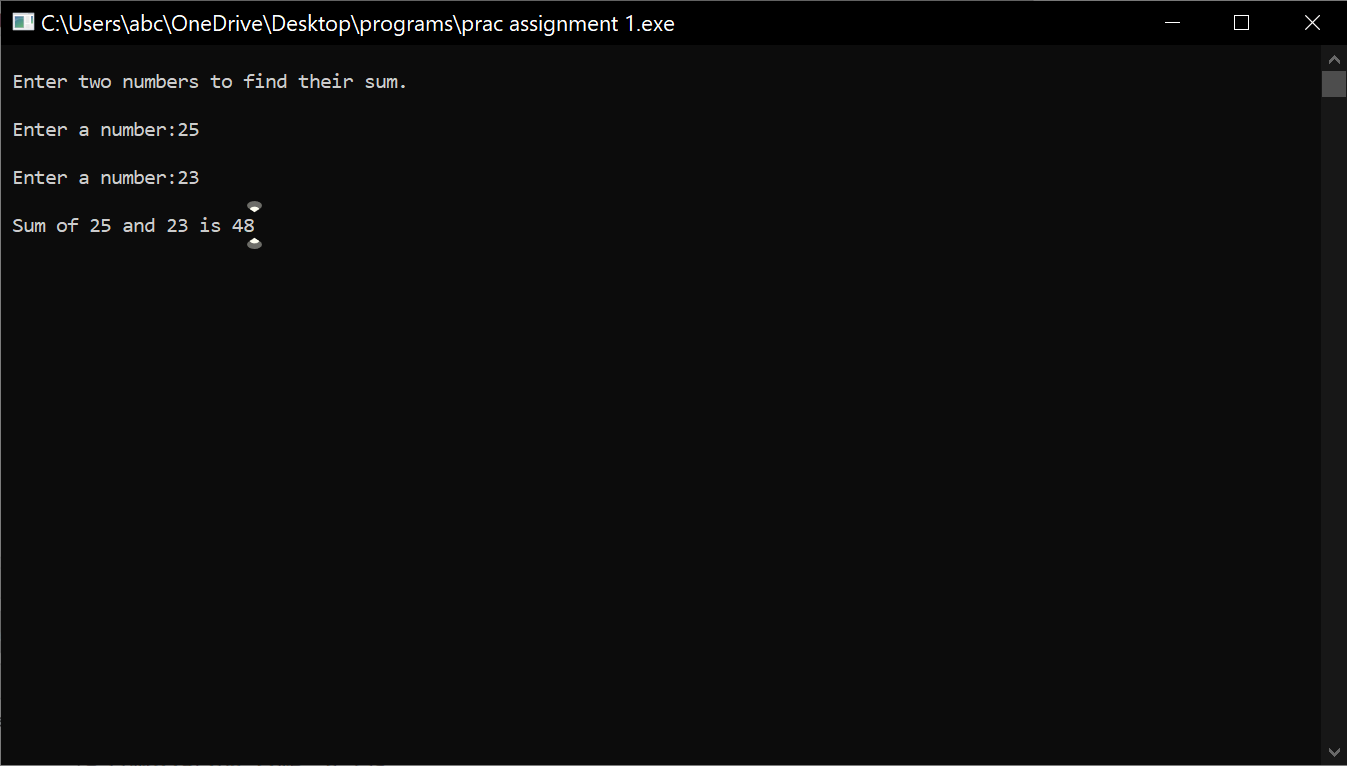 C:\Users\abc\OneDrive\Desktop\programs\prac assignment 1.exe
Enter two numbers to find their sum.
Enter a number:25
Enter a number:23
Sum of 25 and 23 is 48